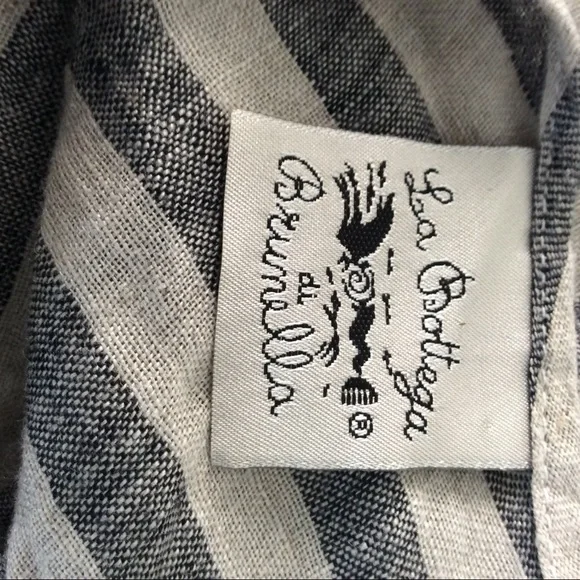 La Bottega
di
Brunella
®